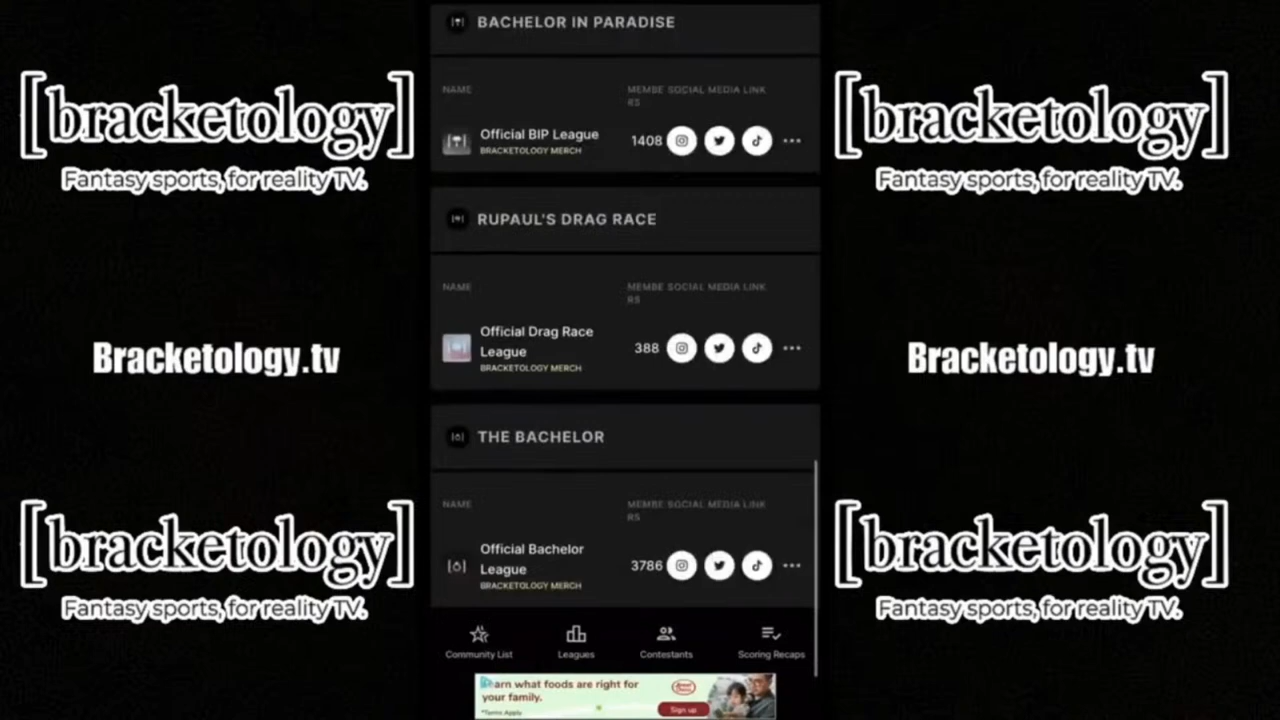 [bracketology]
Fantasy sports, for reality TV.
Bracketology.tv
[bracketology]
Fantasy sports, for reality TV.
BACHELOR IN PARADISE
NAME
MEMBE SOCIAL MEDIA LINK
RS
Official BIP League
1408
BRACKETOLOGY MERCH
RUPAUL'S DRAG RACE
NAME
MEMBE SOCIAL MEDIA LINK
RS
Official Drag Race
League
388
BRACKETOLOGY MERCH
THE BACHELOR
NAME
MEMBE SOCIAL MEDIA LINK
RS
Official Bachelor
League
3786
BRACKETOLOGY MERCH
Community List
Leagues
Contestants
Scoring Recaps
arn what foods are right for
your family.
*Terms Apply
Sign up
[bracketology]
Fantasy sports, for reality TV.
Bracketology.tv
[bracketology]
Fantasy sports, for reality TV.